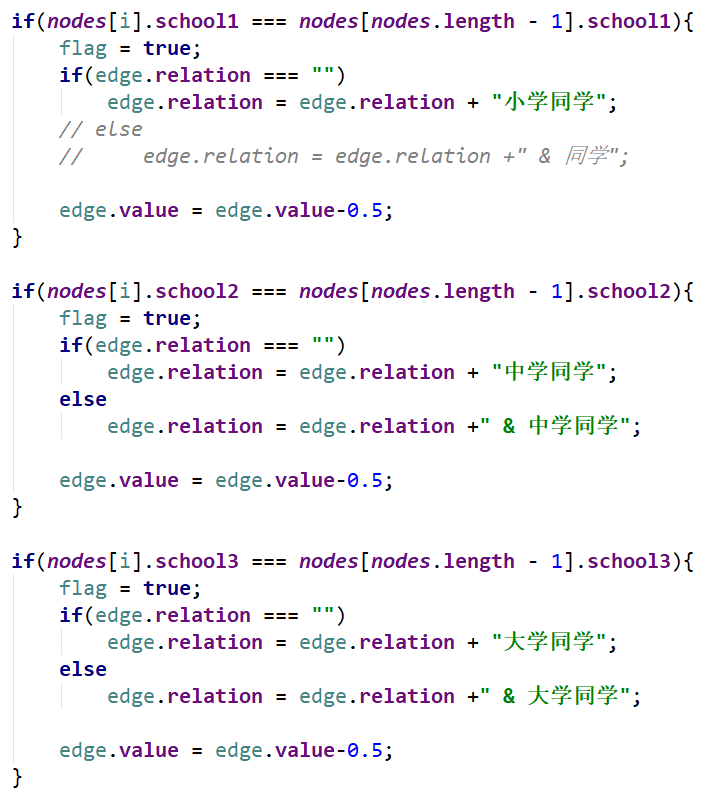 if(nodes[i].school1 === nodes[nodes.length - 1].school1){
    flag = true;
    if(edge.relation === "")
        edge.relation = edge.relation + "小学同学";
    // else
    //     edge.relation = edge.relation +" & 同学";

    edge.value = edge.value-0.5;
}

if(nodes[i].school2 === nodes[nodes.length - 1].school2){
    flag = true;
    if(edge.relation === "")
        edge.relation = edge.relation + "中学同学";
    else
        edge.relation = edge.relation +" & 中学同学";

    edge.value = edge.value-0.5;
}

if(nodes[i].school3 === nodes[nodes.length - 1].school3){
    flag = true;
    if(edge.relation === "")
        edge.relation = edge.relation + "大学同学";
    else
        edge.relation = edge.relation +" & 大学同学";

    edge.value = edge.value-0.5;
}